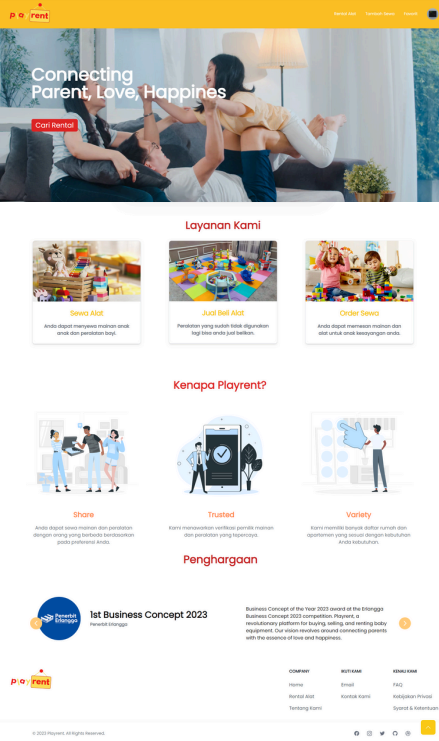 playrent
Rental Alat
Tentang Kami
Connecting
Parent, Love, Happines
Cari Rental
Layanan Kami
Sewa Alat
Anda dapat menyewa mainan anak
anak dan peralatan bayi.
Jual Beli Alat
Peralatan yang sudah tidak digunakan
lagi bisa anda jual belikan.
Order Sewa
Anda dapat memesan mainan dan
alat untuk anak kesayangan anda.
Kenapa Playrent?
Share
Anda dapat sewa mainan dan peralatan
dengan orang yang berbeda berdasarkan
pada preferensi Anda.
Trusted
Kami menawarkan verifikasi pemilik mainan
dan peralatan yang tepercaya.
Variety
Kami memiliki banyak daftar rumah dan
apartemen yang sesuai dengan kebutuhan
Anda kebutuhan.
Penghargaan
Penerbit
Erlangga
1st Business Concept 2023
Penerbit Erlangga
Business Concept of the Year 2023 award at the Erlangga
Business Concept 2023 competition. Playrent, a
revolutionary platform for buying, selling, and renting baby
equipment. Our vision revolves around connecting parents
with the essence of love and happiness.
playrent
COMPANY
Home
Rental Alat
Tentang Kami
IKUTI KAMI
Email
Kontak Kami
KENALI KAMI
FAQ
Kebijakan Privasi
Syarat & Ketentuan
© 2023 Playrent. All Rights Reserved.